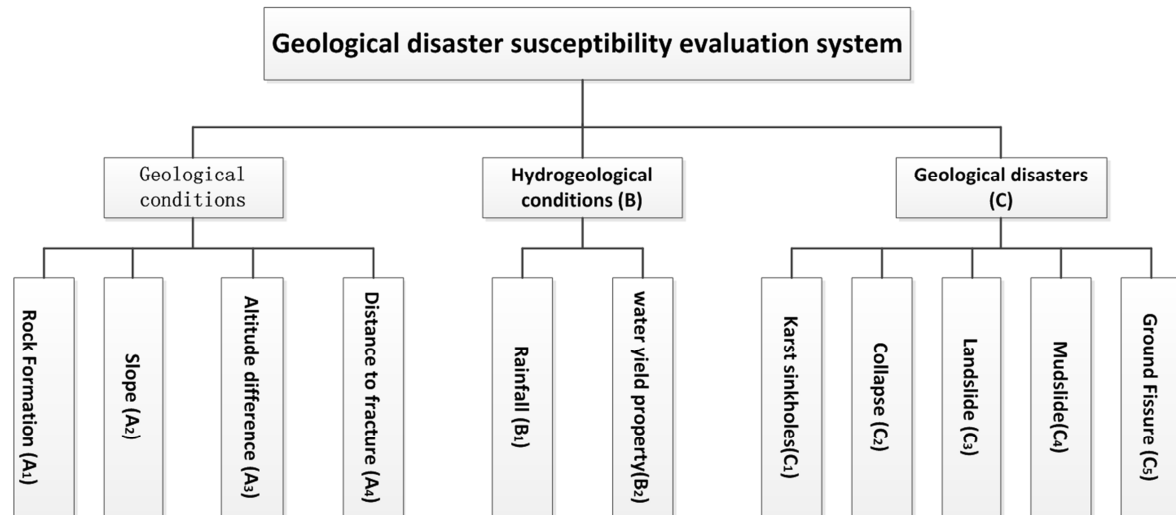 Geological disaster susceptibility evaluation system
Geological
conditions
Hydrogeological
conditions (B)
Geological disasters
(C)
Rock Formation (A₁)
Slope (A₂)
Altitude difference (A₃)
Distance to fracture (A₄)
Rainfall (B₁)
water yield property(B₂)
Karst sinkholes(C₁)
Collapse (C₂)
Landslide (C₃)
Mudslide(C₄)
Ground Fissure (C₅)